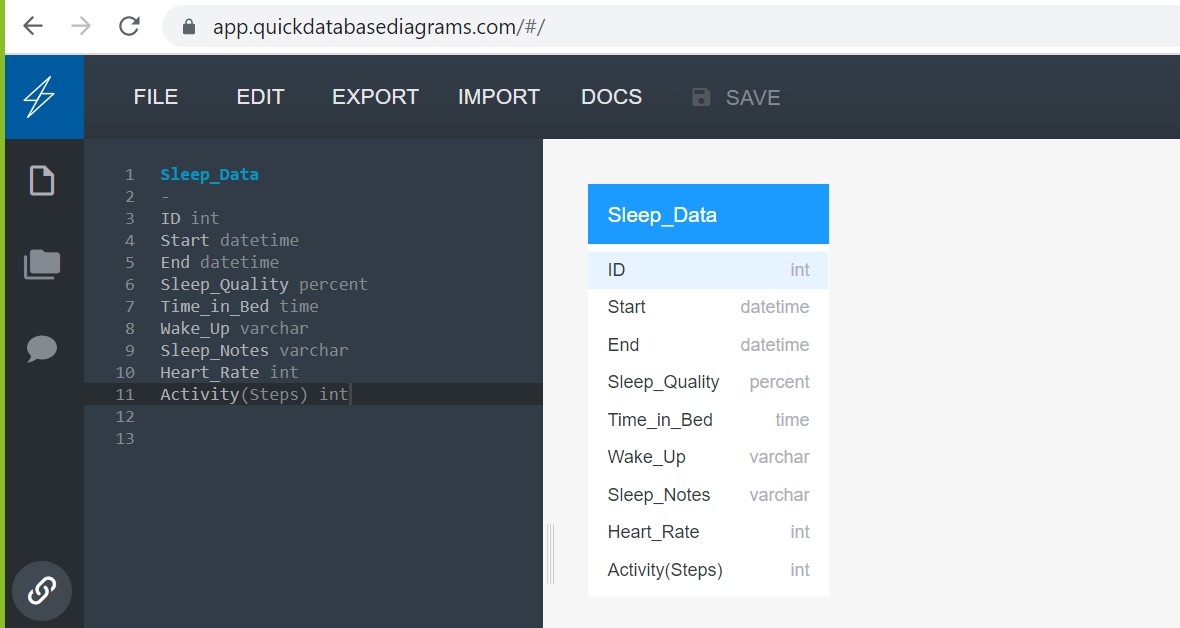 app.quickdatabasediagrams.com/#/
FILE EDIT EXPORT IMPORT DOCS SAVE
1 Sleep_Data
2 -
3 ID int
4 Start datetime
5 End datetime
6 Sleep_Quality percent
7 Time_in_Bed time
8 Wake_Up varchar
9 Sleep_Notes varchar
10 Heart_Rate int
11 Activity(Steps) int
12
13
Sleep_Data
ID int
Start datetime
End datetime
Sleep_Quality percent
Time_in_Bed time
Wake_Up varchar
Sleep_Notes varchar
Heart_Rate int
Activity(Steps) int